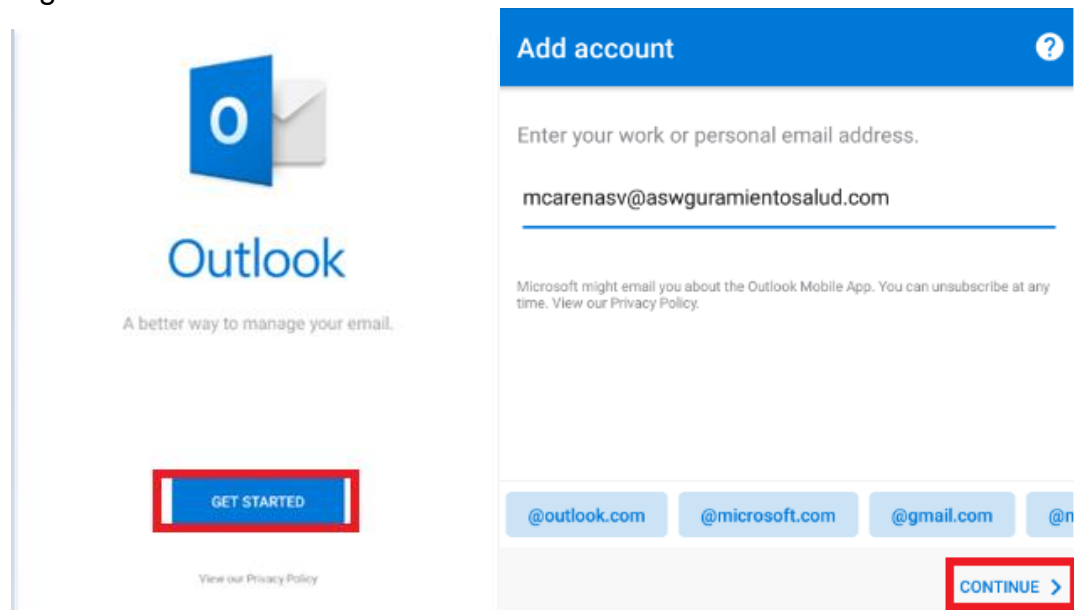 O
Outlook
A better way to manage your email.
GET STARTED
View our Privacy Policy
Add account
?
Enter your work or personal email address.
mcarenasv@aswguramientosalud.com
Microsoft might email you about the Outlook Mobile App. You can unsubscribe at any
time. View our Privacy Policy.
@outlook.com
@microsoft.com
@gmail.com
CONTINUE >